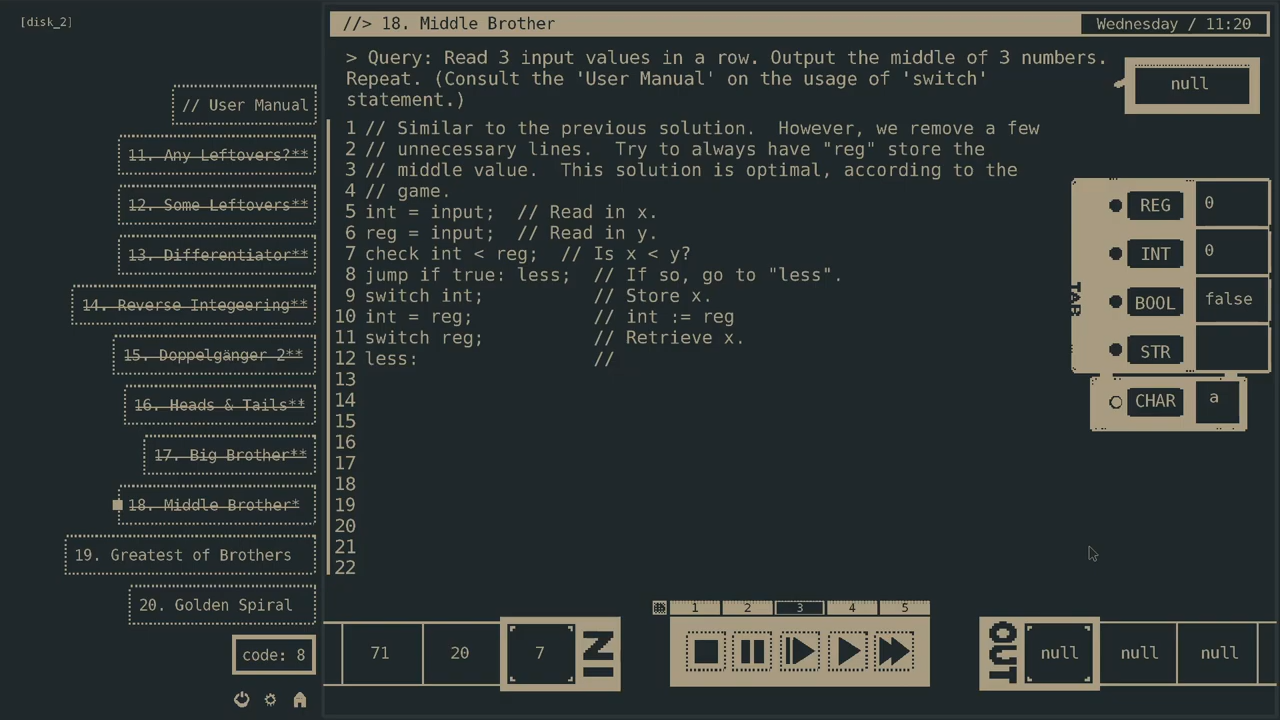 [disk_2]
//> 18. Middle Brother
Wednesday / 11:20
> Query: Read 3 input values in a row. Output the middle of 3 numbers.
Repeat. (Consult the 'User Manual' on the usage of 'switch'
statement.)
null
// User Manual
11. Any Leftovers?**
12. Some Leftovers**
13. Differentiator**
14. Reverse Integeering**
15. Doppelgänger 2**
16. Heads & Tails**
17. Big Brother**
18. Middle Brother*
19. Greatest of Brothers
20. Golden Spiral
code: 8
1 // Similar to the previous solution.  However, we remove a few
2 // unnecessary lines.  Try to always have "reg" store the
3 // middle value.  This solution is optimal, according to the
4 // game.
5 int = input;  // Read in x.
6 reg = input;  // Read in y.
7 check int < reg;  // Is x < y?
8 jump if true: less;  // If so, go to "less".
9 switch int;             // Store x.
10 int = reg;              // int := reg
11 switch reg;             // Retrieve x.
12 less:                   //
13
14
15
16
17
18
19
20
21
22
REG 0
INT 0
BOOL false
STR
CHAR a
TAB
1 2 3 4 5
71 20 7 IN
OUT null null null